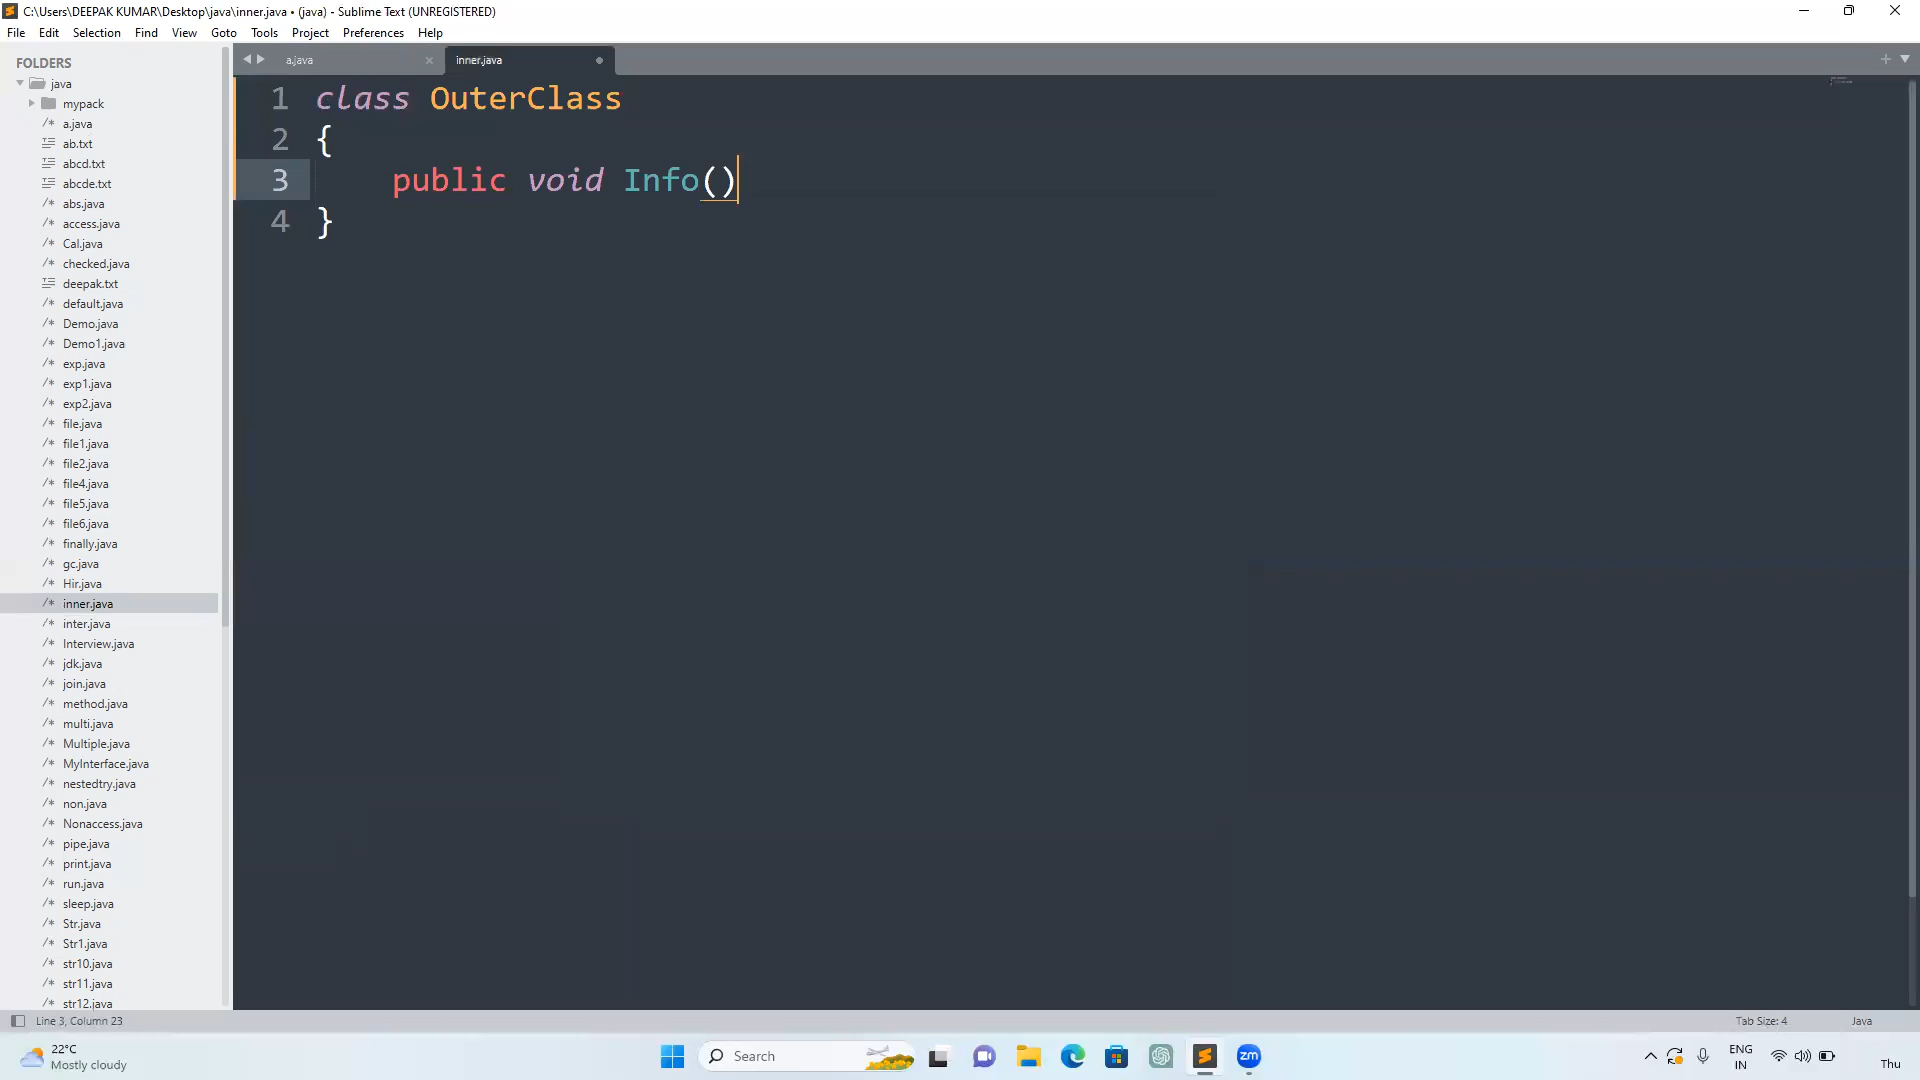 C:\Users\DEEPAK KUMAR\Desktop\java\inner.java • (java) - Sublime Text (UNREGISTERED)
File Edit Selection Find View Goto Tools Project Preferences Help
FOLDERS
java
mypack
a.java
ab.txt
abcd.txt
abcde.txt
abs.java
access.java
Cal.java
checked.java
deepak.txt
default.java
Demo.java
Demo1.java
exp.java
exp1.java
exp2.java
file.java
file1.java
file2.java
file4.java
file5.java
file6.java
finally.java
gc.java
Hir.java
inner.java
inter.java
Interview.java
jdk.java
join.java
method.java
multi.java
Multiple.java
MyInterface.java
nestedtry.java
non.java
Nonaccess.java
pipe.java
print.java
run.java
sleep.java
Str.java
Str1.java
str10.java
str11.java
str12.java
a.java inner.java
1 class OuterClass
2 {
3 public void Info()
4 }
Line 3, Column 23 Tab Size: 4 Java
22°C
Mostly cloudy
Search
zm
ENG
IN
Thu